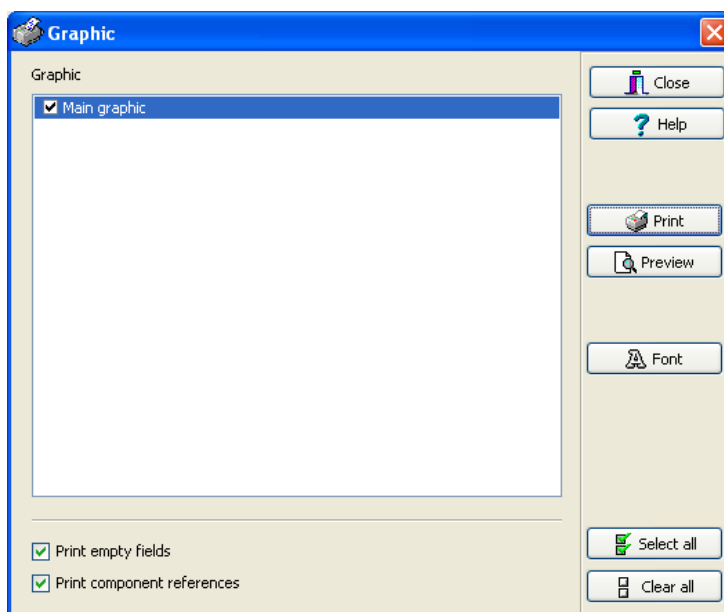 Graphic
Graphic
Main graphic
Print empty fields
Print component references
Close
Help
Print
Preview
Font
Select all
Clear all